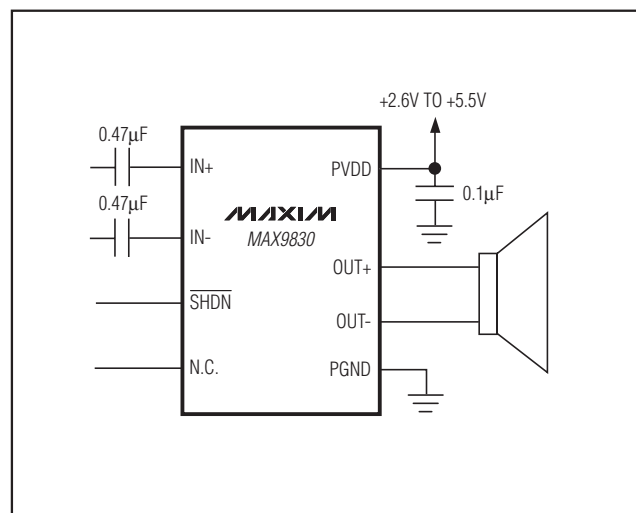 +2.6V TO +5.5V
0.47μF
IN+
PVDD
0.1μF
0.47μF
MAXIM
IN-
MAX9830
OUT+
SHDN
OUT-
N.C.
PGND